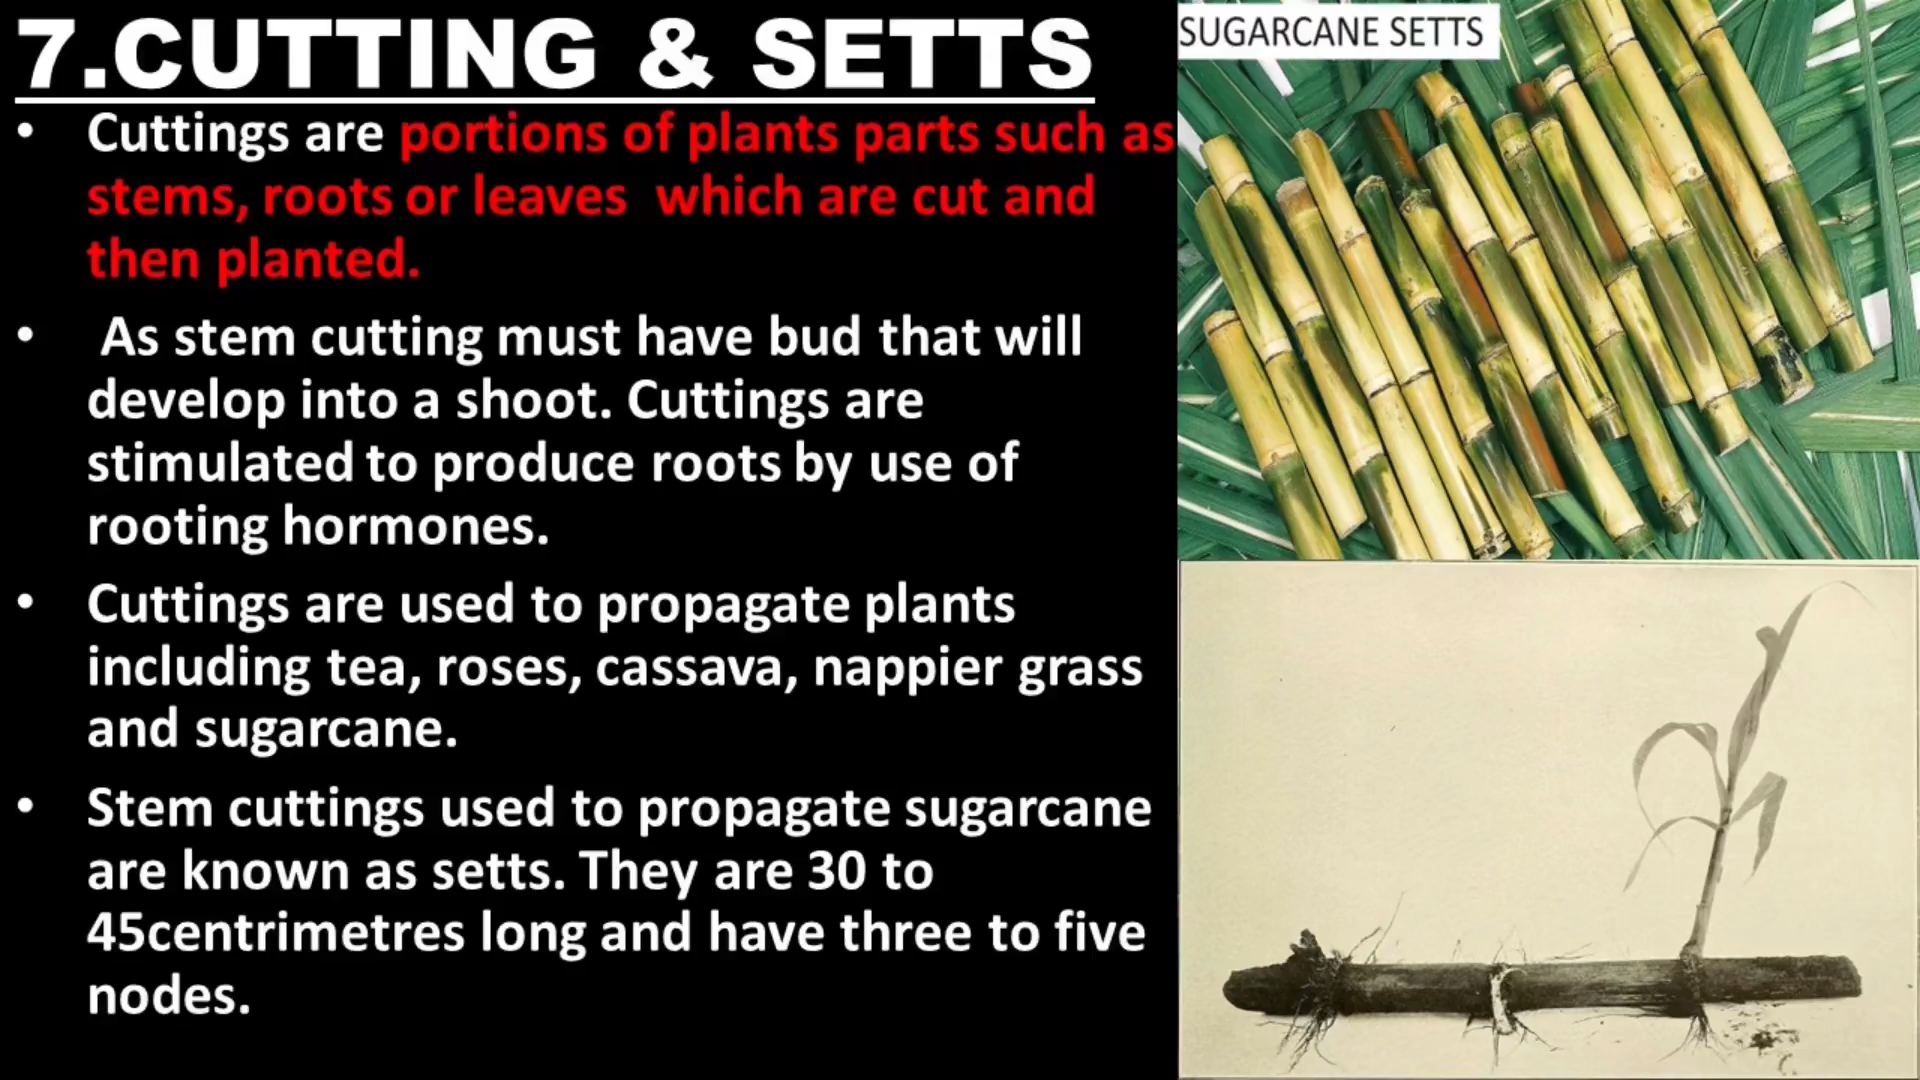 7.CUTTING & SETTS
SUGARCANE SETTS
• Cuttings are portions of plants parts such as
stems, roots or leaves which are cut and
then planted.
• As stem cutting must have bud that will
develop into a shoot. Cuttings are
stimulated to produce roots by use of
rooting hormones.
• Cuttings are used to propagate plants
including tea, roses, cassava, nappier grass
and sugarcane.
• Stem cuttings used to propagate sugarcane
are known as setts. They are 30 to
45centrimetres long and have three to five
nodes.